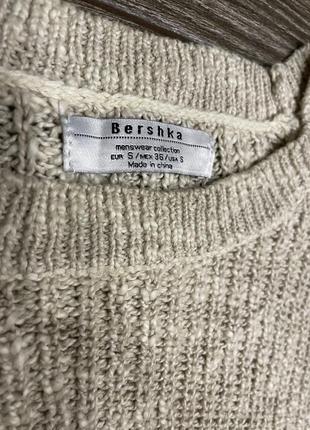 Bershka
menswear collection
EUR S / MEX 36 / USA S
Made in china